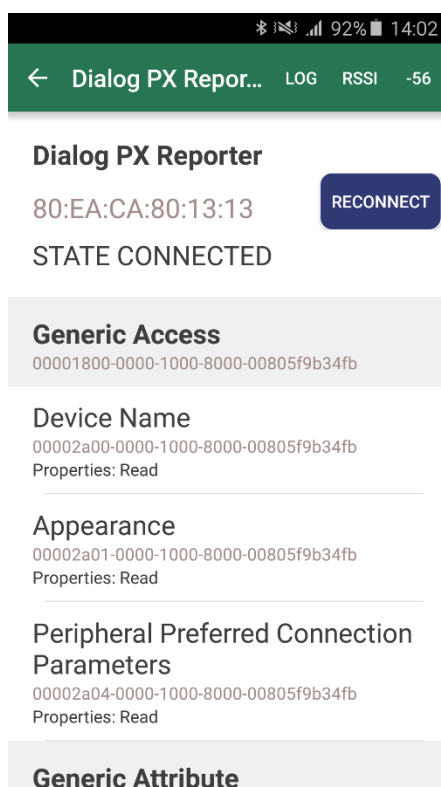 92% 14:02
← Dialog PX Repor... LOG RSSI -56
Dialog PX Reporter
80:EA:CA:80:13:13
RECONNECT
STATE CONNECTED
Generic Access
00001800-0000-1000-8000-00805f9b34fb
Device Name
00002a00-0000-1000-8000-00805f9b34fb
Properties: Read
Appearance
00002a01-0000-1000-8000-00805f9b34fb
Properties: Read
Peripheral Preferred Connection
Parameters
00002a04-0000-1000-8000-00805f9b34fb
Properties: Read
Generic Attribute